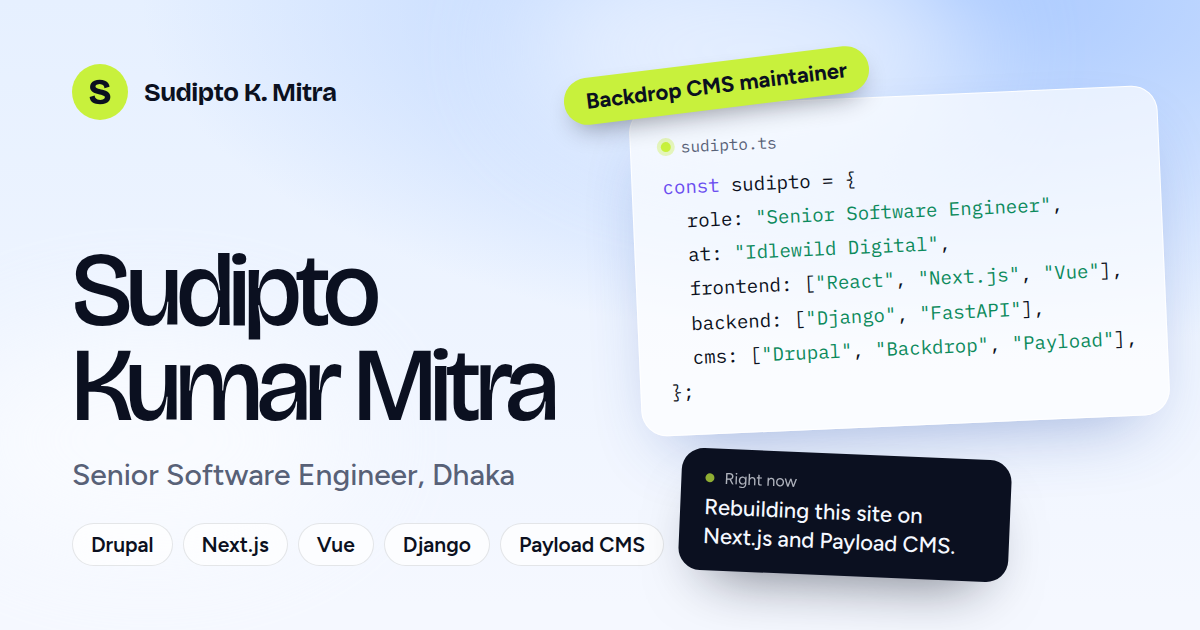 S
Sudipto K. Mitra
Backdrop CMS maintainer
sudipto.ts
const sudipto = {
role: "Senior Software Engineer",
at: "Idlewild Digital",
frontend: ["React", "Next.js", "Vue"],
backend: ["Django", "FastAPI"],
cms: ["Drupal", "Backdrop", "Payload"],
};
Sudipto
Kumar Mitra
Senior Software Engineer, Dhaka
Drupal
Next.js
Vue
Django
Payload CMS
Right now
Rebuilding this site on
Next.js and Payload CMS.